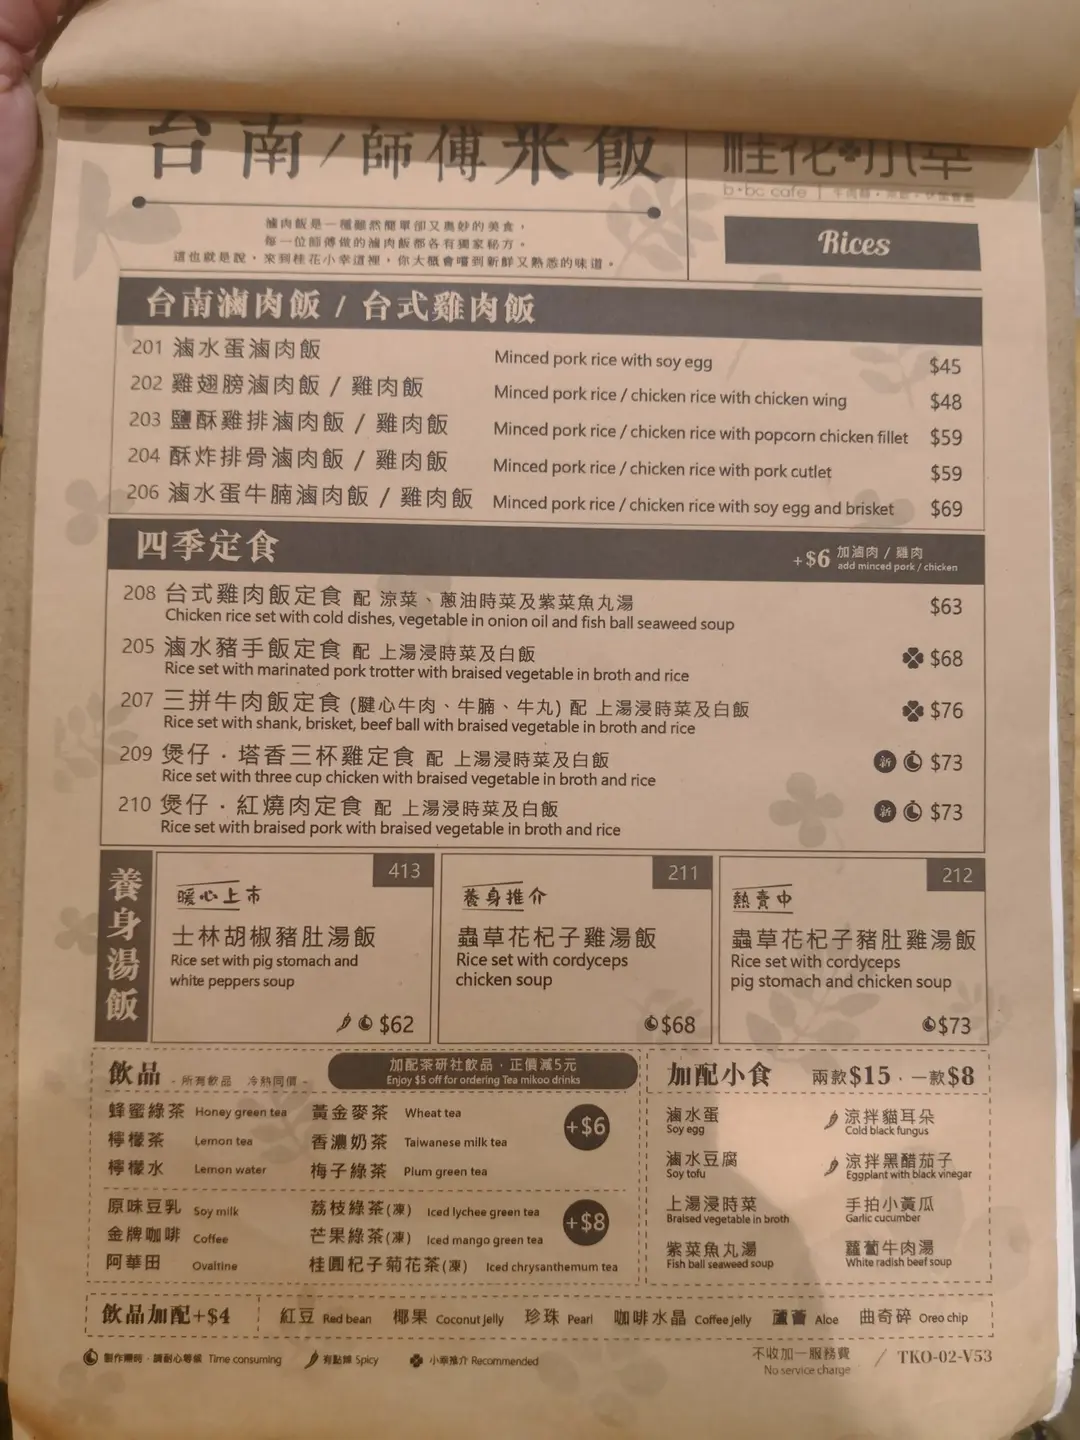 台南/師傅米飯
桂花小幸
b·bc cafe
滷肉飯是一種雖然簡單卻又奧妙的美食，
每一位師傅做的滷肉飯都各有獨家秘方。
這也就是說，來到桂花小幸這裡，你大概會嚐到新鮮又熟悉的味道。
Rices
台南滷肉飯 / 台式雞肉飯
201 滷水蛋滷肉飯 Minced pork rice with soy egg $45
202 雞翅膀滷肉飯 / 雞肉飯 Minced pork rice / chicken rice with chicken wing $48
203 鹽酥雞排滷肉飯 / 雞肉飯 Minced pork rice / chicken rice with popcorn chicken fillet $59
204 酥炸排骨滷肉飯 / 雞肉飯 Minced pork rice / chicken rice with pork cutlet $59
206 滷水蛋牛腩滷肉飯 / 雞肉飯 Minced pork rice / chicken rice with soy egg and brisket $69
四季定食
+$6 加滷肉 / 雞肉
add minced pork / chicken
208 台式雞肉飯定食 配 涼菜、蔥油時菜及紫菜魚丸湯 $63
Chicken rice set with cold dishes, vegetable in onion oil and fish ball seaweed soup
205 滷水豬手飯定食 配 上湯浸時菜及白飯 $68
Rice set with marinated pork trotter with braised vegetable in broth and rice
207 三拼牛肉飯定食 (腱心牛肉、牛腩、牛丸) 配 上湯浸時菜及白飯 $76
Rice set with shank, brisket, beef ball with braised vegetable in broth and rice
209 煲仔·塔香三杯雞定食 配 上湯浸時菜及白飯 新 $73
Rice set with three cup chicken with braised vegetable in broth and rice
210 煲仔·紅燒肉定食 配 上湯浸時菜及白飯 新 $73
Rice set with braised pork with braised vegetable in broth and rice
養身湯飯
413
暖心上市
士林胡椒豬肚湯飯
Rice set with pig stomach and
white peppers soup
$62
211
養身推介
蟲草花杞子雞湯飯
Rice set with cordyceps
chicken soup
$68
212
熱賣中
蟲草花杞子豬肚雞湯飯
Rice set with cordyceps
pig stomach and chicken soup
$73
飲品 - 所有飲品 冷熱同價 -
加配茶研社飲品，正價減5元
Enjoy $5 off for ordering Tea mikoo drinks
蜂蜜綠茶 Honey green tea 黃金麥茶 Wheat tea
檸檬茶 Lemon tea 香濃奶茶 Taiwanese milk tea
檸檬水 Lemon water 梅子綠茶 Plum green tea
+$6
原味豆乳 Soy milk 荔枝綠茶(凍) Iced lychee green tea
金牌咖啡 Coffee 芒果綠茶(凍) Iced mango green tea
阿華田 Ovaltine 桂圓杞子菊花茶(凍) Iced chrysanthemum tea
+$8
加配小食 兩款$15 · 一款$8
滷水蛋
Soy egg
涼拌貓耳朵
Cold black fungus
滷水豆腐
Soy tofu
涼拌黑醋茄子
Eggplant with black vinegar
上湯浸時菜
Braised vegetable in broth
手拍小黃瓜
Garlic cucumber
紫菜魚丸湯
Fish ball seaweed soup
蘿蔔牛肉湯
White radish beef soup
飲品加配+$4 紅豆 Red bean 椰果 Coconut Jelly 珍珠 Pearl 咖啡水晶 Coffee Jelly 蘆薈 Aloe 曲奇碎 Oreo chip
製作需時，請耐心等候 Time consuming 有點辣 Spicy 小幸推介 Recommended
不收加一服務費
No service charge
/ TKO-02-V53